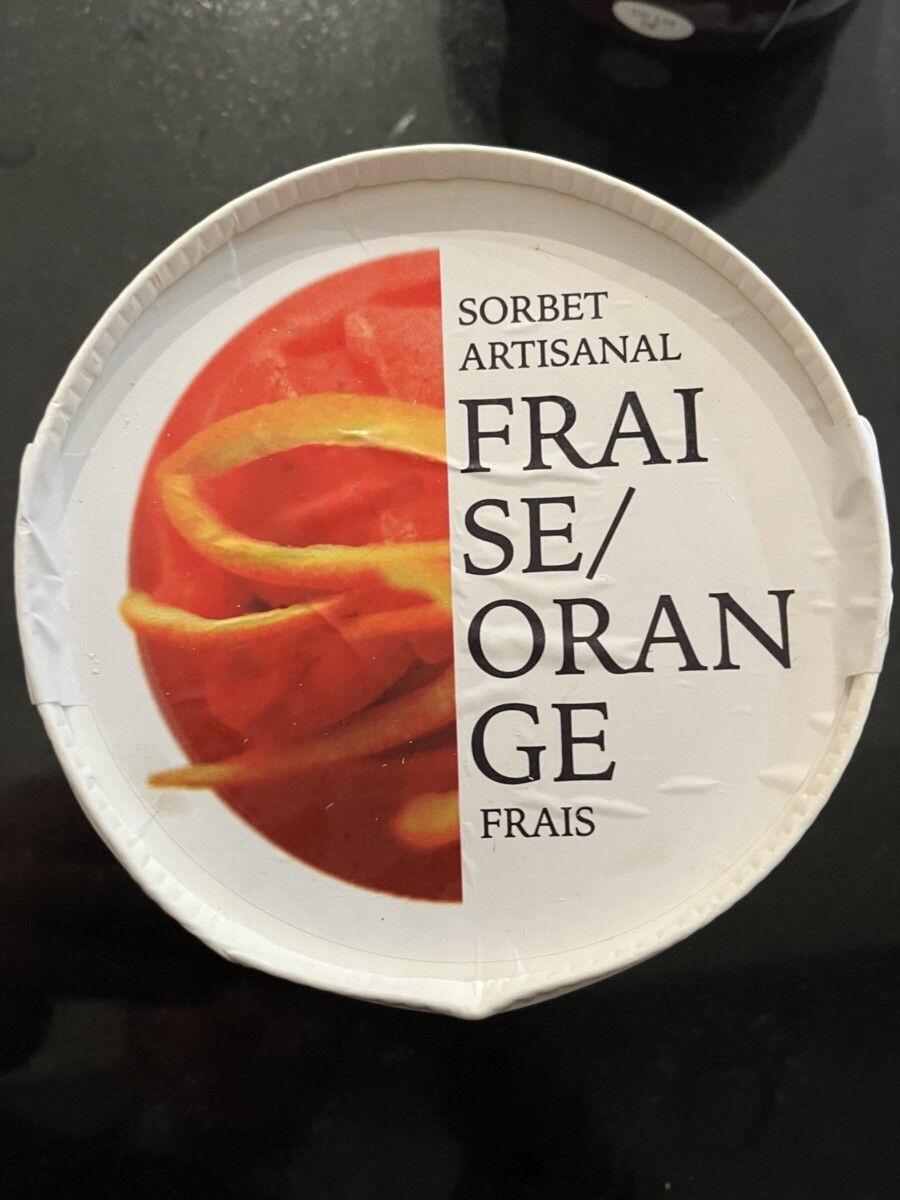 SORBET
ARTISANAL
FRAI
SE/
ORAN
GE
FRAIS